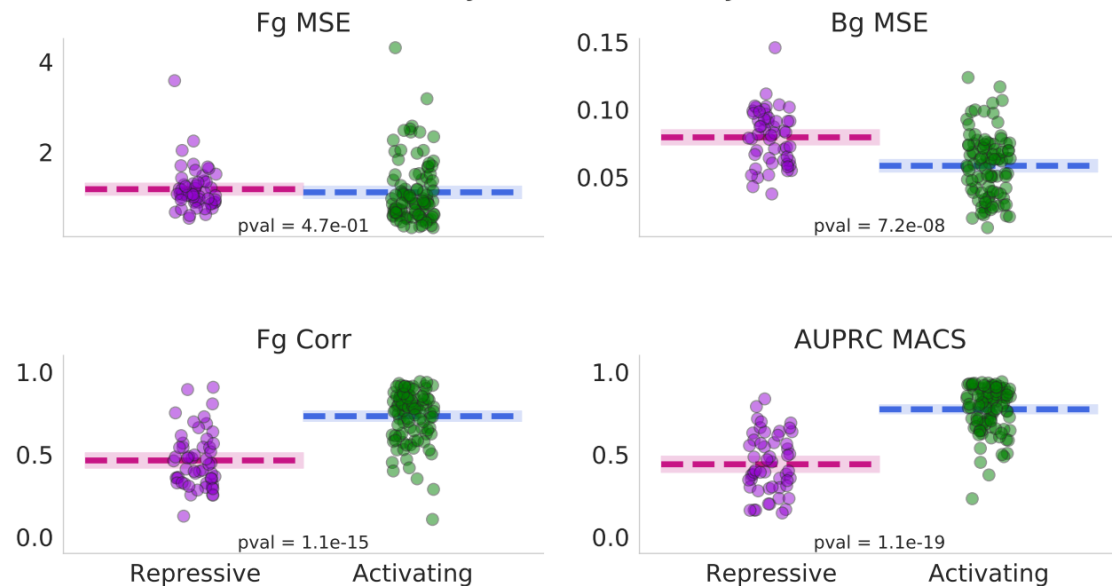 Fg MSE
4
2
pval = 4.7e-01
Bg MSE
0.15
0.10
0.05
pval = 7.2e-08
Fg Corr
1.0
0.5
0.0
pval = 1.1e-15
Repressive Activating
AUPRC MACS
1.0
0.5
0.0
pval = 1.1e-19
Repressive Activating